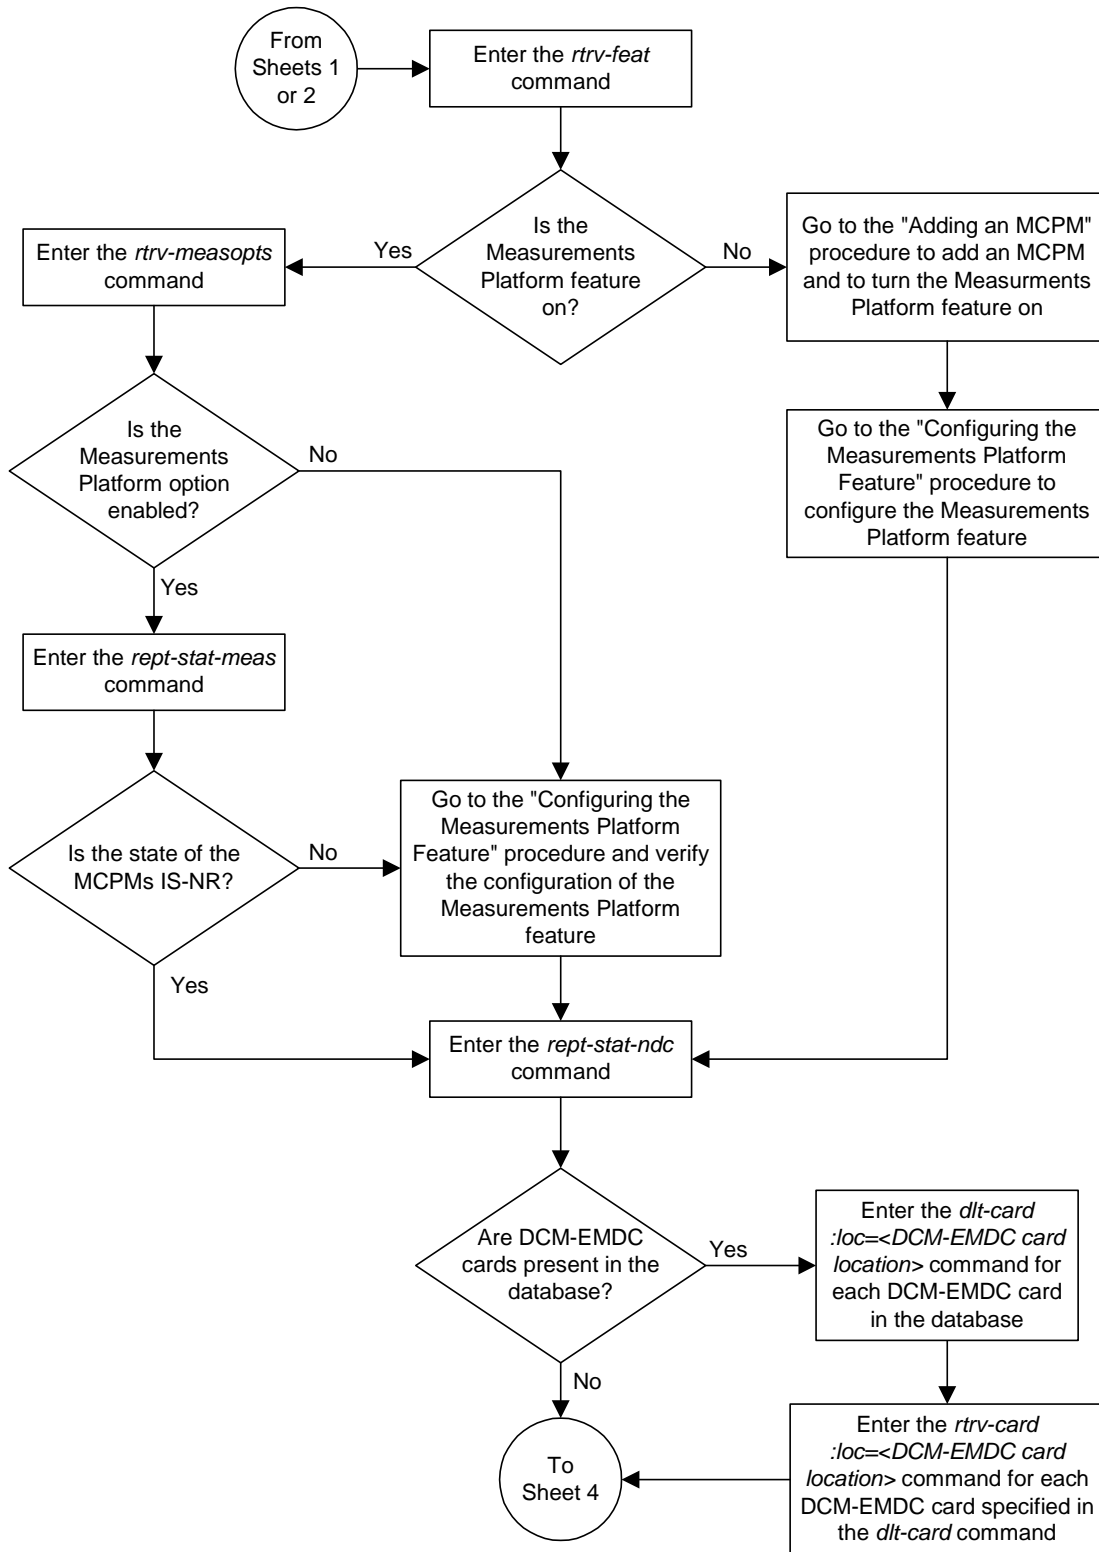 From
Sheets 1
or 2
Enter the rtrv-feat
command
Is the
Measurements
Platform feature
on?
Yes
No
Enter the rtrv-measopts
command
Go to the "Adding an MCPM"
procedure to add an MCPM
and to turn the Measurments
Platform feature on
Is the
Measurements
Platform option
enabled?
No
Yes
Go to the "Configuring the
Measurements Platform
Feature" procedure to
configure the Measurements
Platform feature
Enter the rept-stat-meas
command
Is the state of the
MCPMs IS-NR?
No
Yes
Go to the "Configuring the
Measurements Platform
Feature" procedure and verify
the configuration of the
Measurements Platform
feature
Enter the rept-stat-ndc
command
Are DCM-EMDC
cards present in the
database?
Yes
No
Enter the dlt-card
:loc=<DCM-EMDC card
location> command for
each DCM-EMDC card
in the database
Enter the rtrv-card
:loc=<DCM-EMDC card
location> command for each
DCM-EMDC card specified in
the dlt-card command
To
Sheet 4